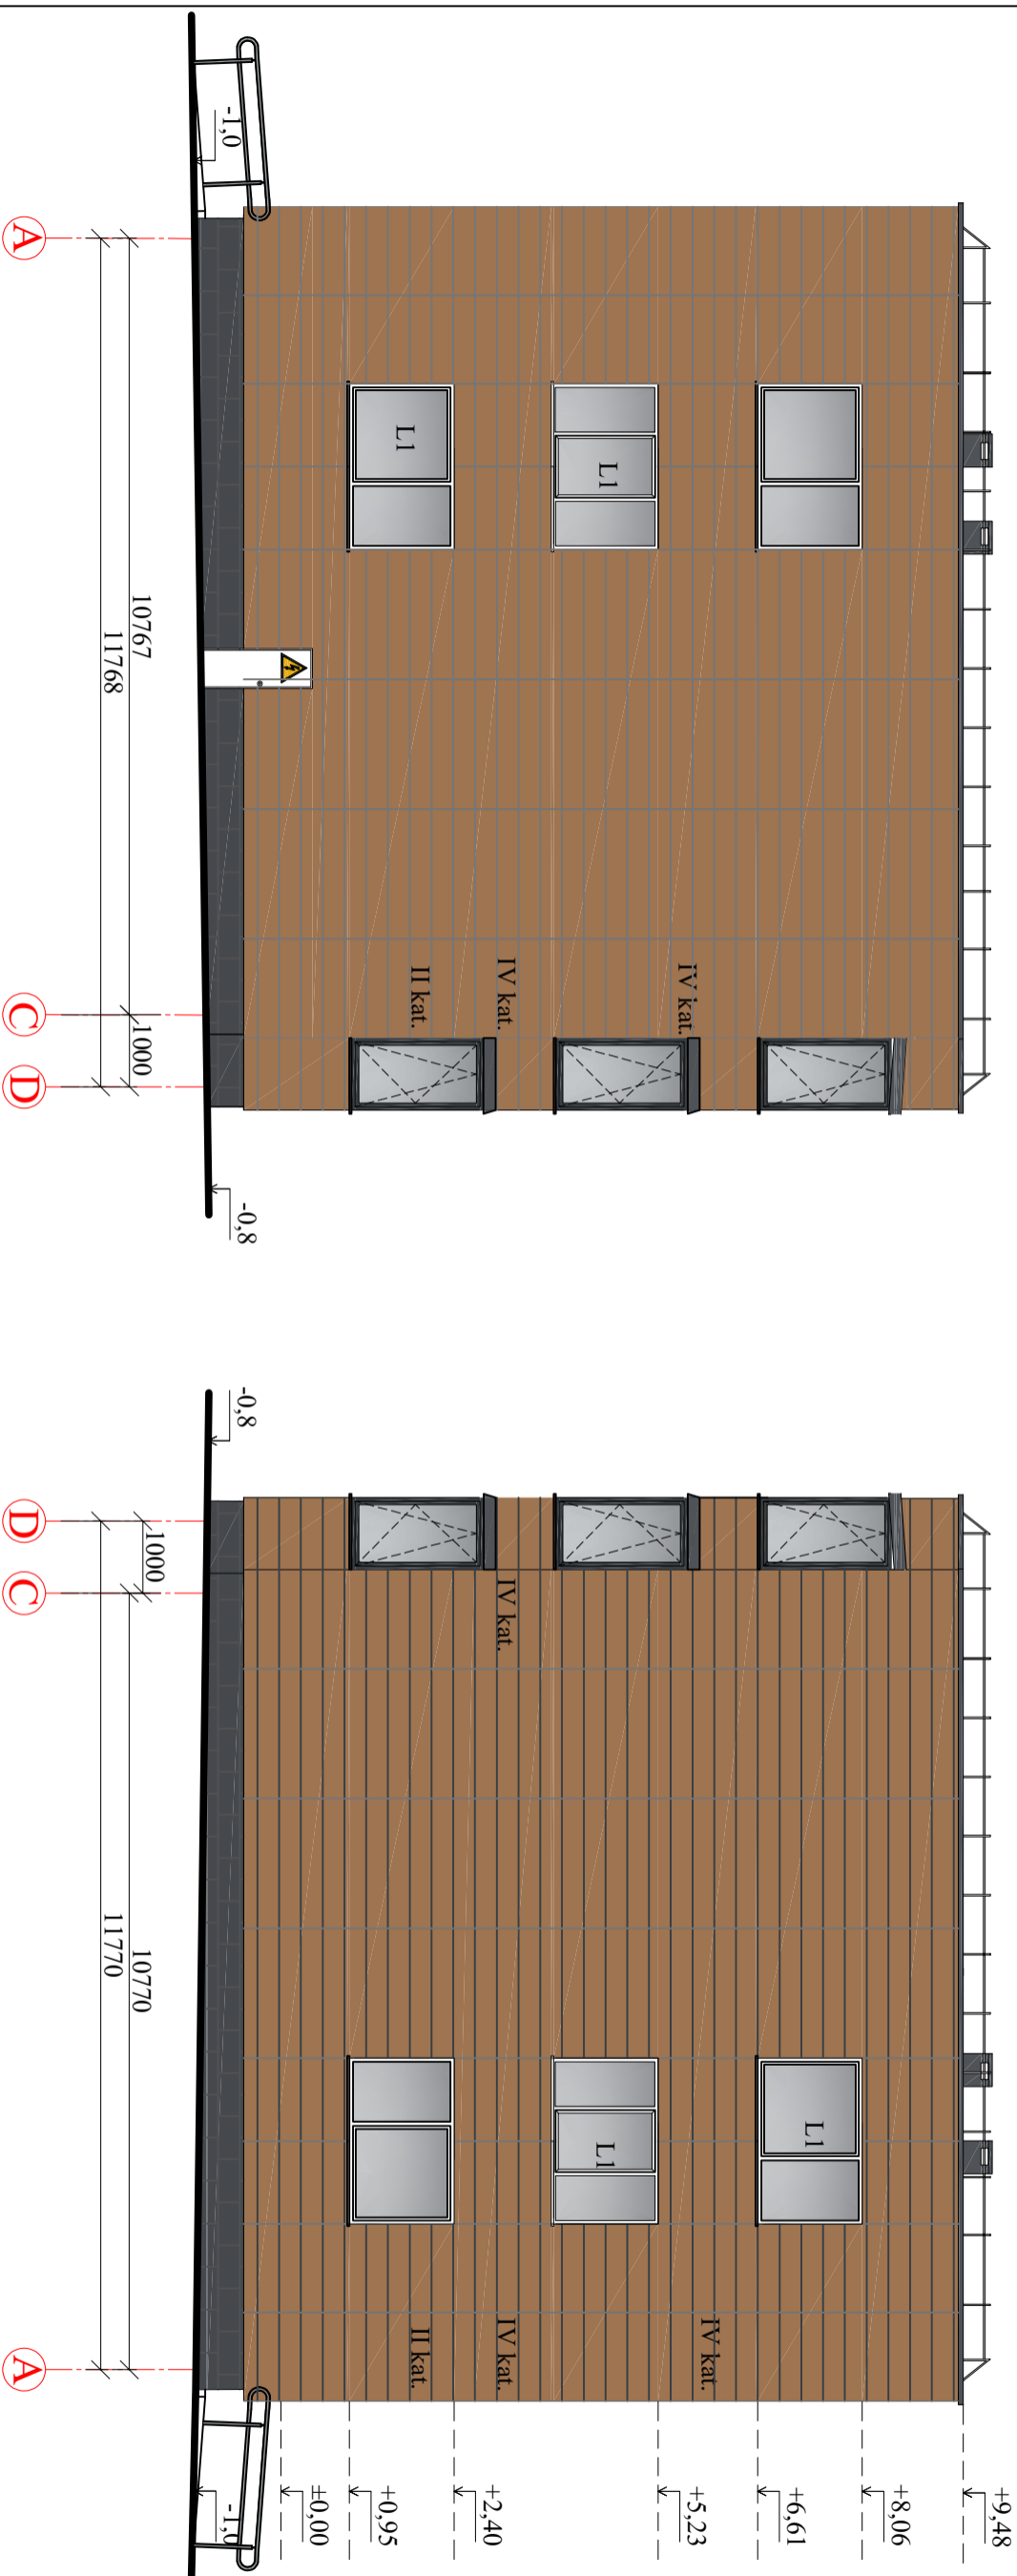 -1,0
L1
L1
II kat.
IV kat.
IV kat.
-0,8
10767
1000
11768
A
C
D
-0,8
IV kat.
L1
L1
II kat.
IV kat.
IV kat.
+9,48
+8,06
+6,61
+5,23
+2,40
+0,95
±0,00
-1,0
1000
10770
11770
D
C
A